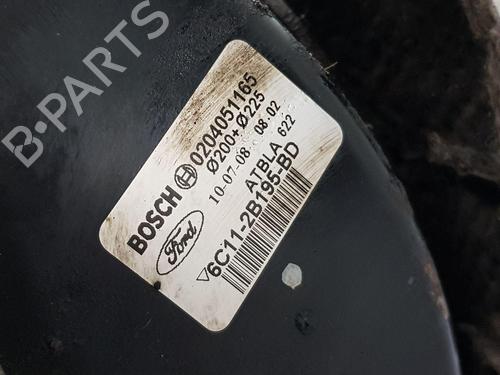 B-PARTS
BOSCH 0204051165
Ø200+Ø225
10-07-08 08.02
ATBLA 622
Ford
6C11-2B195-BD